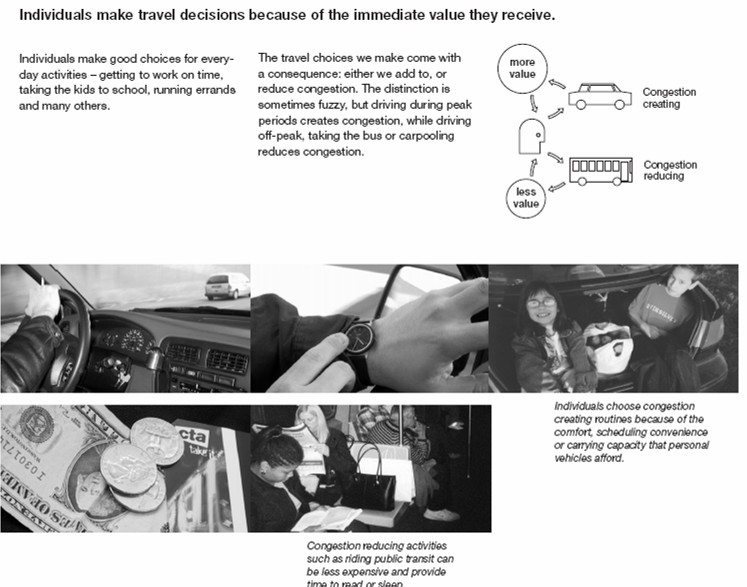 Individuals make travel decisions because of the immediate value they receive.
Individuals make good choices for every-
day activities – getting to work on time,
taking the kids to school, running errands
and many others.
The travel choices we make come with
a consequence: either we add to, or
reduce congestion. The distinction is
sometimes fuzzy, but driving during peak
periods creates congestion, while driving
off-peak, taking the bus or carpooling
reduces congestion.
more
value
Congestion
creating
Congestion
reducing
less
value
cta
take it
Individuals choose congestion
creating routines because of the
comfort, scheduling convenience
or carrying capacity that personal
vehicles afford.
Congestion reducing activities
such as riding public transit can
be less expensive and provide
time to read or sleep.